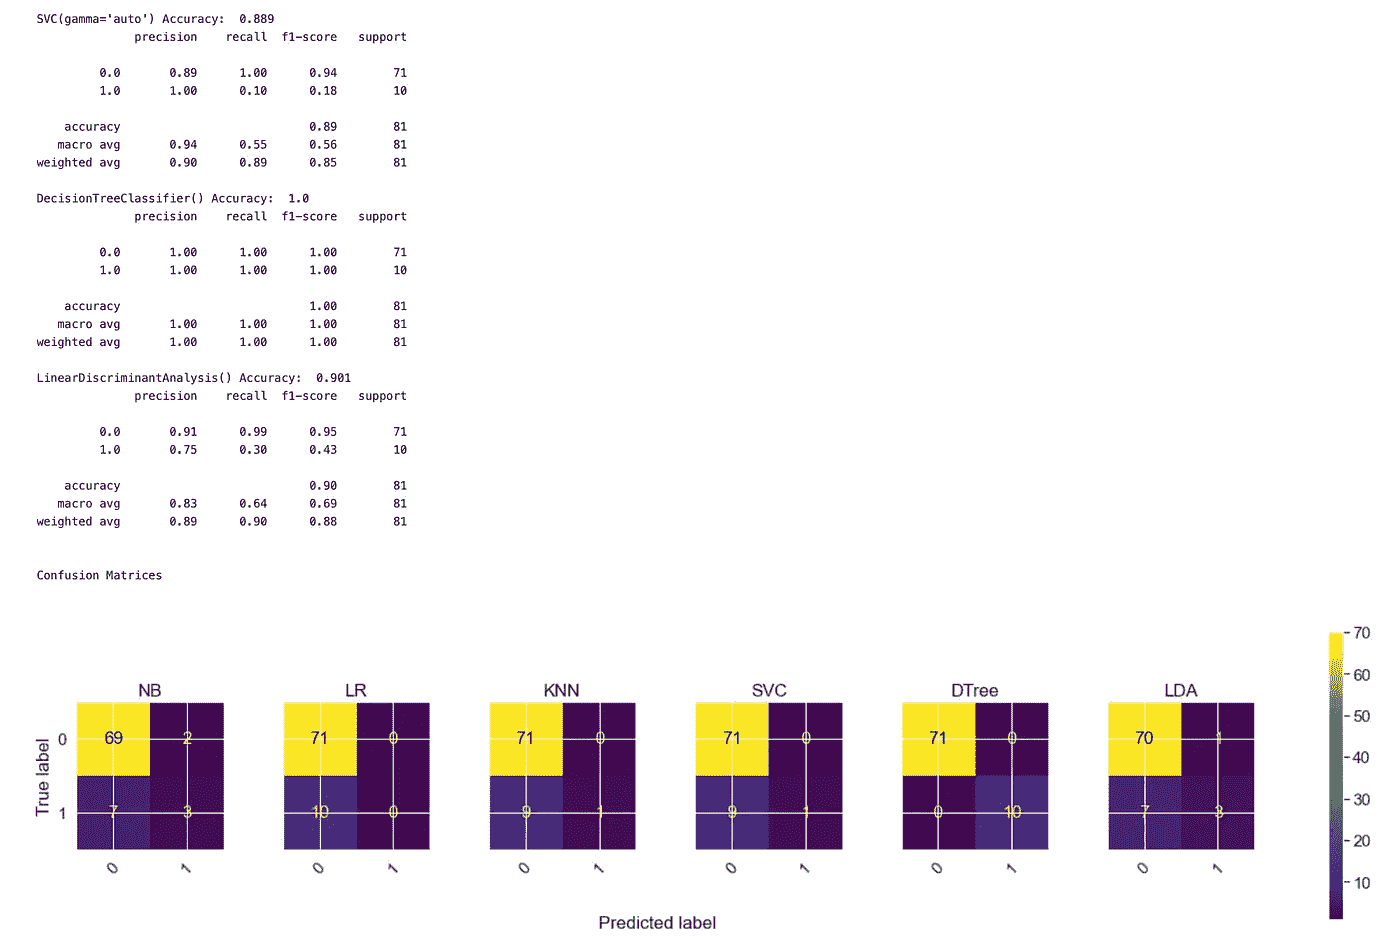 SVC(gamma='auto') Accuracy:  0.889
precision    recall  f1-score   support
0.0       0.89      1.00      0.94        71
1.0       1.00      0.10      0.18        10
accuracy                           0.89        81
macro avg       0.94      0.55      0.56        81
weighted avg       0.90      0.89      0.85        81
DecisionTreeClassifier() Accuracy:  1.0
precision    recall  f1-score   support
0.0       1.00      1.00      1.00        71
1.0       1.00      1.00      1.00        10
accuracy                           1.00        81
macro avg       1.00      1.00      1.00        81
weighted avg       1.00      1.00      1.00        81
LinearDiscriminantAnalysis() Accuracy:  0.901
precision    recall  f1-score   support
0.0       0.91      0.99      0.95        71
1.0       0.75      0.30      0.43        10
accuracy                           0.90        81
macro avg       0.83      0.64      0.69        81
weighted avg       0.89      0.90      0.88        81
Confusion Matrices
NB LR KNN SVC DTree LDA
True label
0 69 2 71 0 71 0 71 0 71 0 70 1
1 7 3 10 0 9 1 9 1 0 10 7 3
0 1 0 1 0 1 0 1 0 1 0 1
Predicted label
70
60
50
40
30
20
10